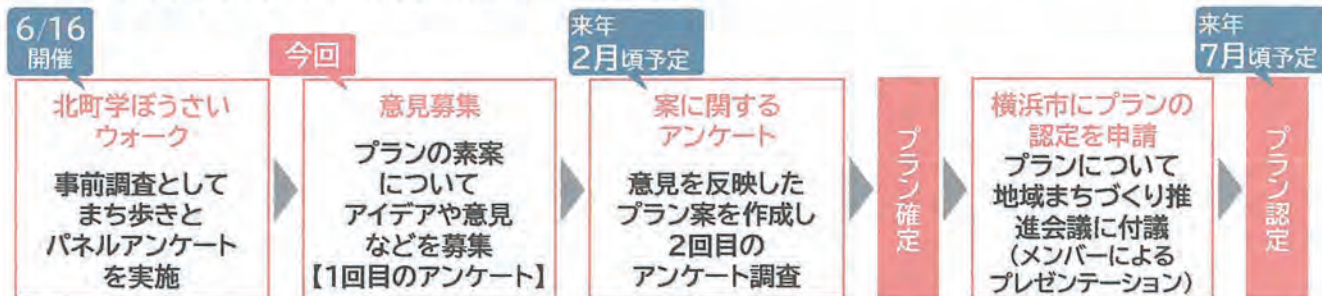 6/16
開催
北町学ぼうさい
ウォーク
事前調査として
まち歩きと
パネルアンケート
を実施
今回
意見募集
プランの素案
について
アイデアや意見
などを募集
【1回目のアンケート】
来年
2月頃予定
案に関する
アンケート
意見を反映した
プラン案を作成し
2回目の
アンケート調査
プラン確定
横浜市にプランの
認定を申請
プランについて
地域まちづくり推
進会議に付議
(メンバーによる
プレゼンテーション)
来年
7月頃予定
プラン認定